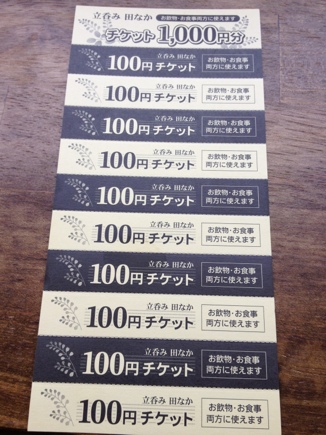 立呑み 田なか お飲物・お食事両方に使えます
チケット 1,000円分
立呑み 田なか
100円 チケット
お飲物・お食事
両方に使えます
立呑み 田なか
100円 チケット
お飲物・お食事
両方に使えます
立呑み 田なか
100円 チケット
お飲物・お食事
両方に使えます
立呑み 田なか
100円 チケット
お飲物・お食事
両方に使えます
立呑み 田なか
100円 チケット
お飲物・お食事
両方に使えます
立呑み 田なか
100円 チケット
お飲物・お食事
両方に使えます
立呑み 田なか
100円 チケット
お飲物・お食事
両方に使えます
立呑み 田なか
100円 チケット
お飲物・お食事
両方に使えます
立呑み 田なか
100円 チケット
お飲物・お食事
両方に使えます
立呑み 田なか
100円 チケット
お飲物・お食事
両方に使えます